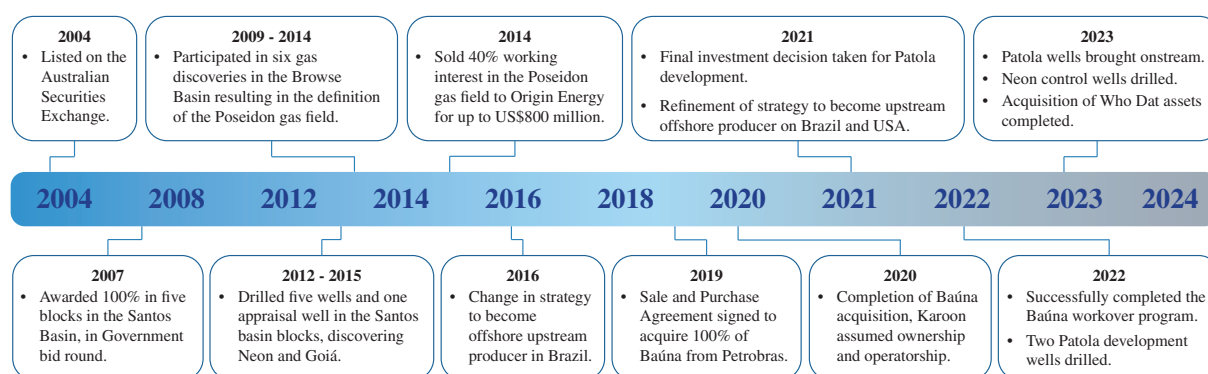 2004
• Listed on the
Australian
Securities
Exchange.
2009 - 2014
• Participated in six gas
discoveries in the Browse
Basin resulting in the definition
of the Poseidon gas field.
2014
• Sold 40% working
interest in the Poseidon
gas field to Origin Energy
for up to US$800 million.
2021
• Final investment decision taken for Patola
development.
• Refinement of strategy to become upstream
offshore producer on Brazil and USA.
2023
• Patola wells brought onstream.
• Neon control wells drilled.
• Acquisition of Who Dat assets
completed.
2004 2008 2012 2014 2016 2018 2020 2021 2022 2023 2024
2007
• Awarded 100% in five
blocks in the Santos
Basin, in Government
bid round.
2012 - 2015
• Drilled five wells and one
appraisal well in the Santos
basin blocks, discovering
Neon and Goiá.
2016
• Change in strategy
to become
offshore upstream
producer in Brazil.
2019
• Sale and Purchase
Agreement signed to
acquire 100% of
Baúna from Petrobras.
2020
• Completion of Baúna
acquisition, Karoon
assumed ownership
and operatorship.
2022
• Successfully completed the
Baúna workover program.
• Two Patola development
wells drilled.